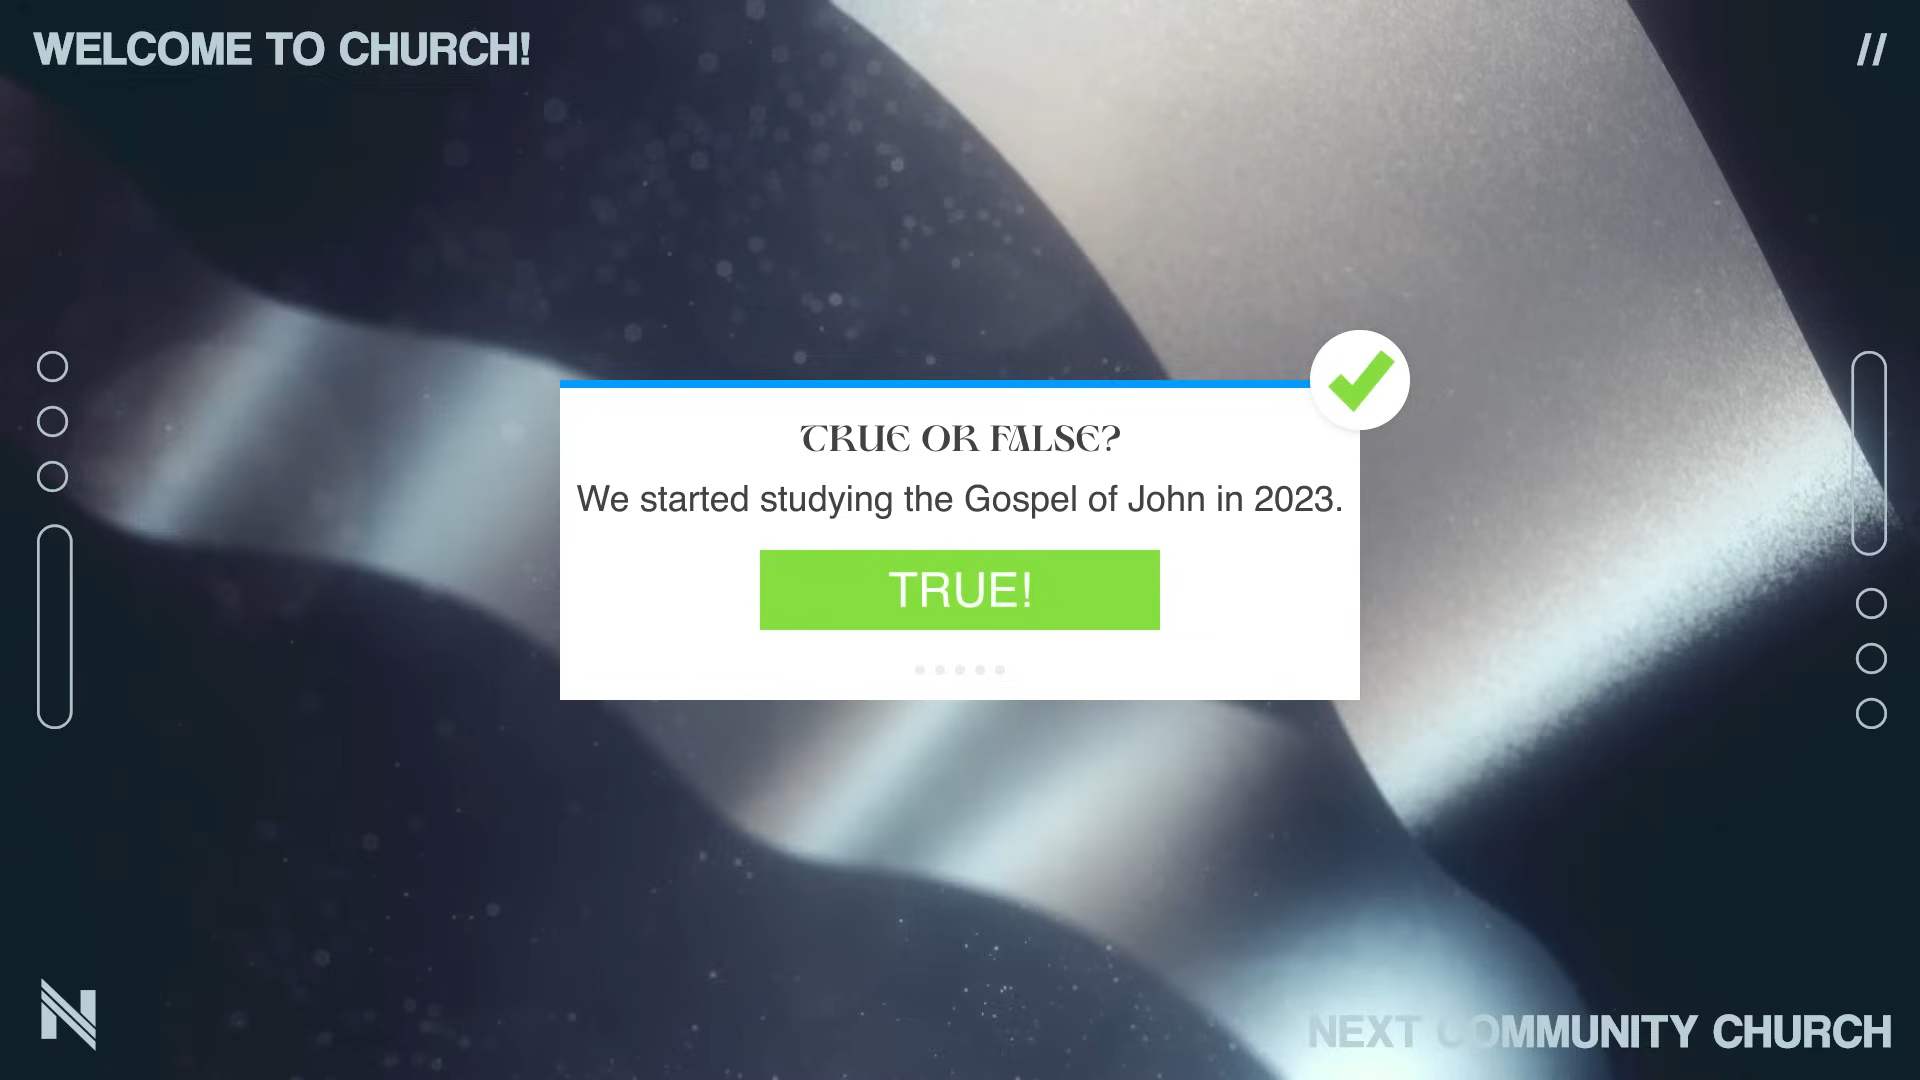 WELCOME TO CHURCH!
//
TRUE OR FALSE?
We started studying the Gospel of John in 2023.
TRUE!
N
NEXT COMMUNITY CHURCH